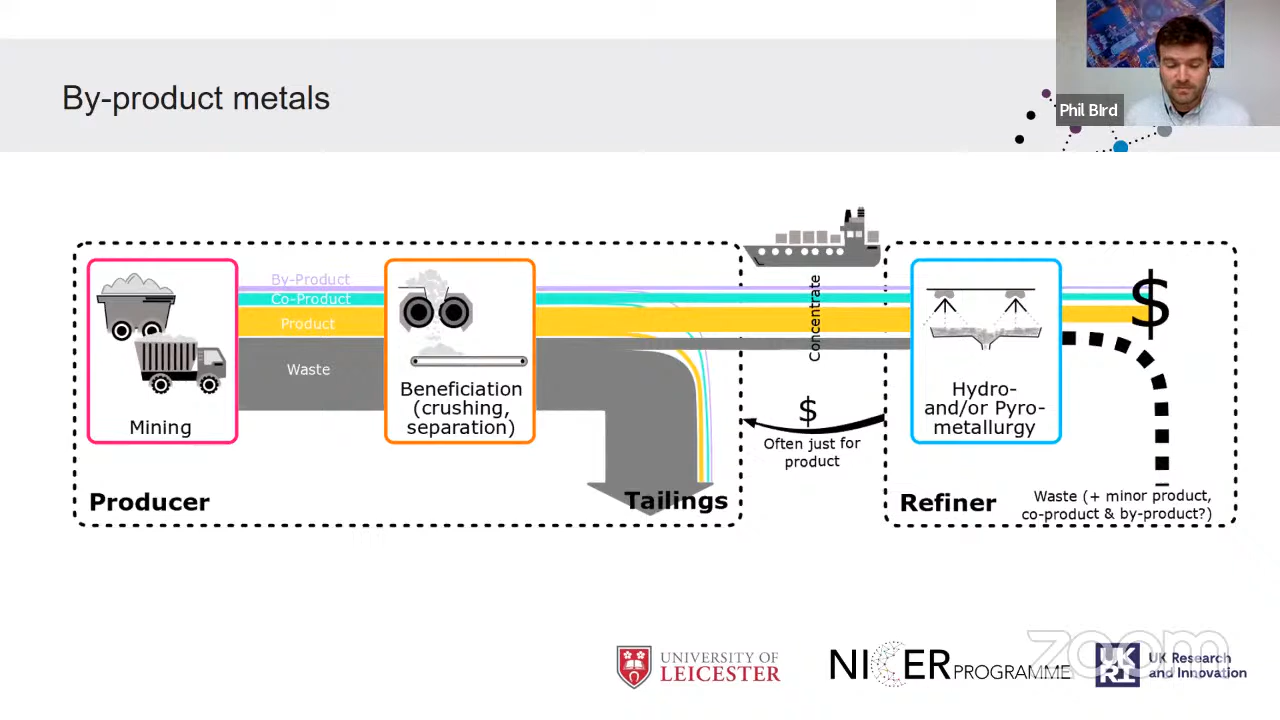 By-product metals
Phil BIrd
By-Product
Co-Product
Product
Waste
Mining
Beneficiation
(crushing,
separation)
Producer
Tailings
Concentrate
$
Often just for
product
Hydro-
and/or Pyro-
metallurgy
$
Refiner
Waste (+ minor product,
co-product & by-product?)
UNIVERSITY OF
LEICESTER
NICER PROGRAMME
UK
RI
UK Research
and Innovation
zoom